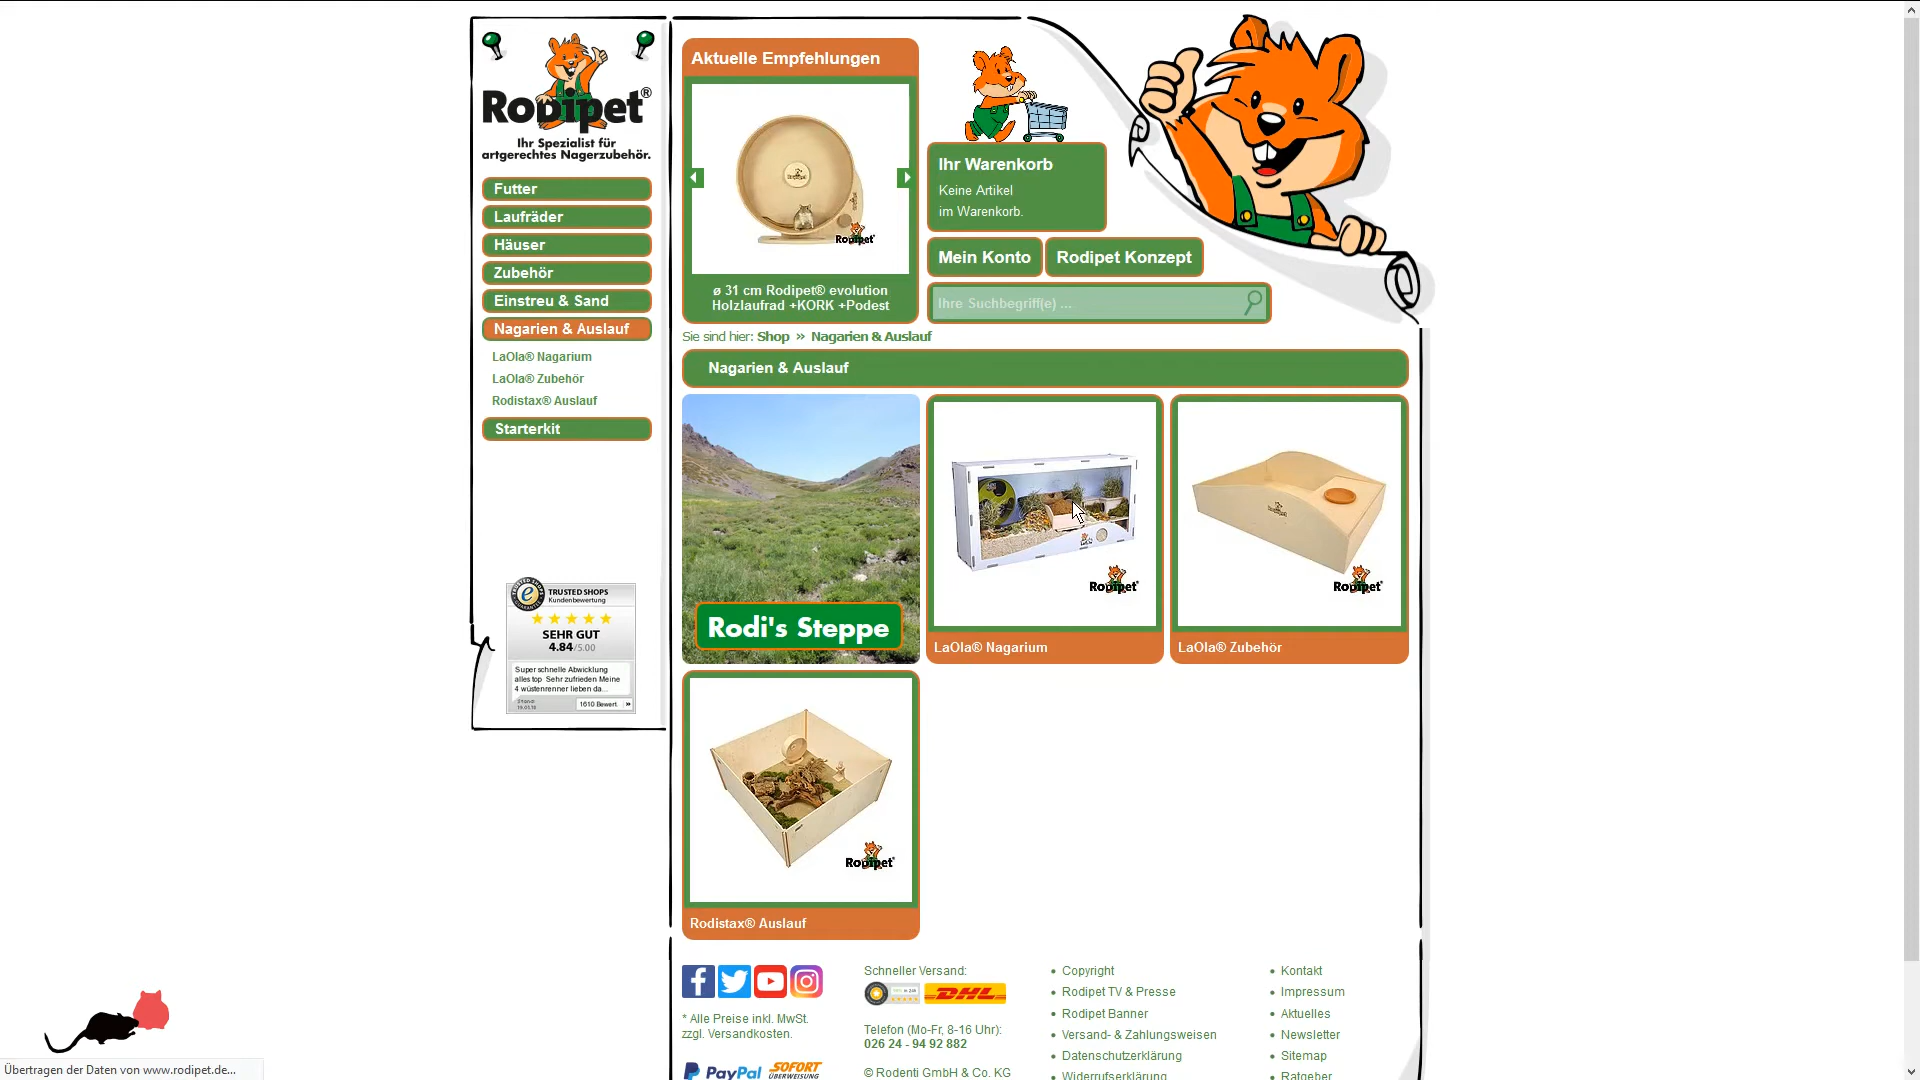 Rodipet®
Ihr Spezialist für
artgerechtes Nagerzubehör.
Futter
Laufräder
Häuser
Zubehör
Einstreu & Sand
Nagarien & Auslauf
LaOla® Nagarium
LaOla® Zubehör
Rodistax® Auslauf
Starterkit
TRUSTED SHOPS
Kundenbewertung
SEHR GUT
4.84/5.00
Super schnelle Abwicklung
alles top Sehr zufrieden Meine
4 wüstenrenner lieben da...
1610 Bewert. »
Aktuelle Empfehlungen
Rodipet®
ø 31 cm Rodipet® evolution
Holzlaufrad +KORK +Podest
Ihr Warenkorb
Keine Artikel
im Warenkorb.
Mein Konto
Rodipet Konzept
Ihre Suchbegriff(e) ...
Sie sind hier: Shop » Nagarien & Auslauf
Nagarien & Auslauf
Rodi's Steppe
Rodipet®
LaOla® Nagarium
Rodipet®
LaOla® Zubehör
Rodipet®
Rodistax® Auslauf
* Alle Preise inkl. MwSt.
zzgl. Versandkosten.
PayPal
SOFORT
ÜBERWEISUNG
Schneller Versand:
DHL
Telefon (Mo-Fr, 8-16 Uhr):
026 24 - 94 92 882
© Rodenti GmbH & Co. KG
• Copyright
• Rodipet TV & Presse
• Rodipet Banner
• Versand- & Zahlungsweisen
• Datenschutzerklärung
• Widerrufserklärung
• Kontakt
• Impressum
• Aktuelles
• Newsletter
• Sitemap
• Ratgeber
Übertragen der Daten von www.rodipet.de...